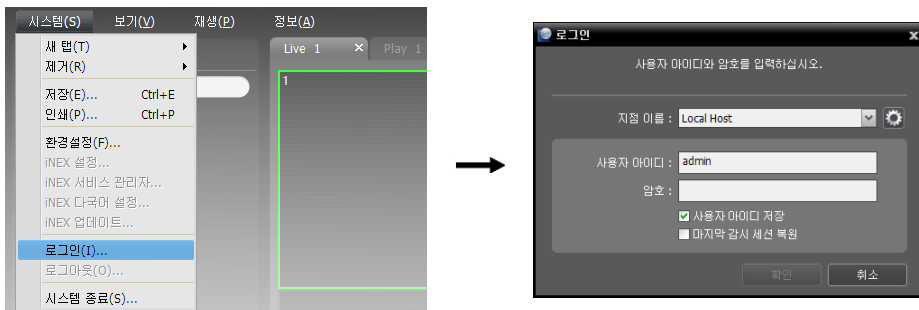 시스템(S) 보기(V) 재생(P) 정보(A)
새 탭(T)
제거(R)
저장(E)... Ctrl+E
인쇄(P)... Ctrl+P
환경설정(F)...
iNEX 설정...
iNEX 서비스 관리자...
iNEX 다국어 설정...
iNEX 업데이트...
로그인(I)...
로그아웃(O)...
시스템 종료(S)...
Live 1 × Play 1
1
로그인 x
사용자 아이디와 암호를 입력하십시오.
지점 이름 : Local Host
사용자 아이디 : admin
암호 :
사용자 아이디 저장
마지막 감시 세션 복원
확인 취소